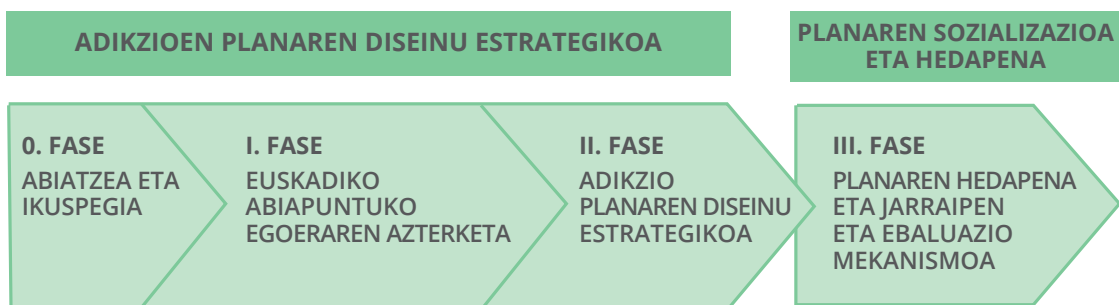 ADIKZIOEN PLANAREN DISEINU ESTRATEGIKOA
PLANAREN SOZIALIZAZIOA
ETA HEDAPENA
0. FASE
ABIATZEA ETA
IKUSPEGIA
I. FASE
EUSKADIKO
ABIAPUNTUKO
EGOERAREN AZTERKETA
II. FASE
ADIKZIO
PLANAREN DISEINU
ESTRATEGIKOA
III. FASE
PLANAREN HEDAPENA
ETA JARRAIPEN
ETA EBALUAZIO
MEKANISMOA